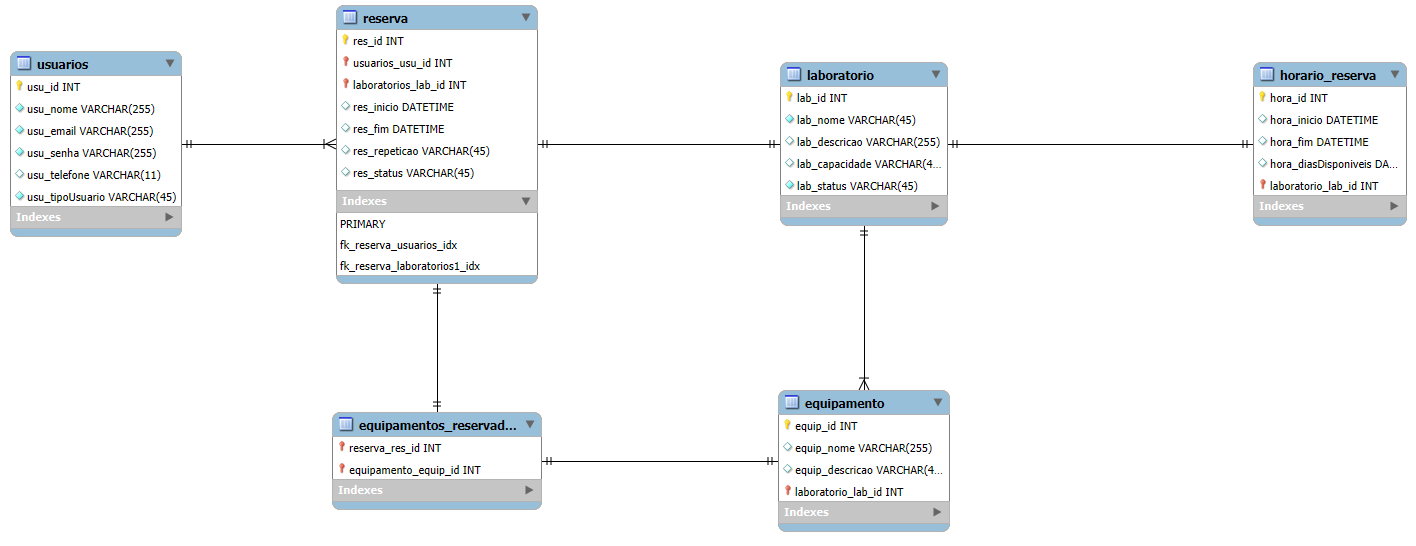 usuarios
usu_id INT
usu_nome VARCHAR(255)
usu_email VARCHAR(255)
usu_senha VARCHAR(255)
usu_telefone VARCHAR(11)
usu_tipoUsuario VARCHAR(45)
Indexes
reserva
res_id INT
usuarios_usu_id INT
laboratorios_lab_id INT
res_inicio DATETIME
res_fim DATETIME
res_repeticao VARCHAR(45)
res_status VARCHAR(45)
Indexes
PRIMARY
fk_reserva_usuarios_idx
fk_reserva_laboratorios1_idx
laboratorio
lab_id INT
lab_nome VARCHAR(45)
lab_descricao VARCHAR(255)
lab_capacidade VARCHAR(4...
lab_status VARCHAR(45)
Indexes
horario_reserva
hora_id INT
hora_inicio DATETIME
hora_fim DATETIME
hora_diasDisponiveis DA...
laboratorio_lab_id INT
Indexes
equipamentos_reservad...
reserva_res_id INT
equipamento_equip_id INT
Indexes
equipamento
equip_id INT
equip_nome VARCHAR(255)
equip_descricao VARCHAR(4...
laboratorio_lab_id INT
Indexes